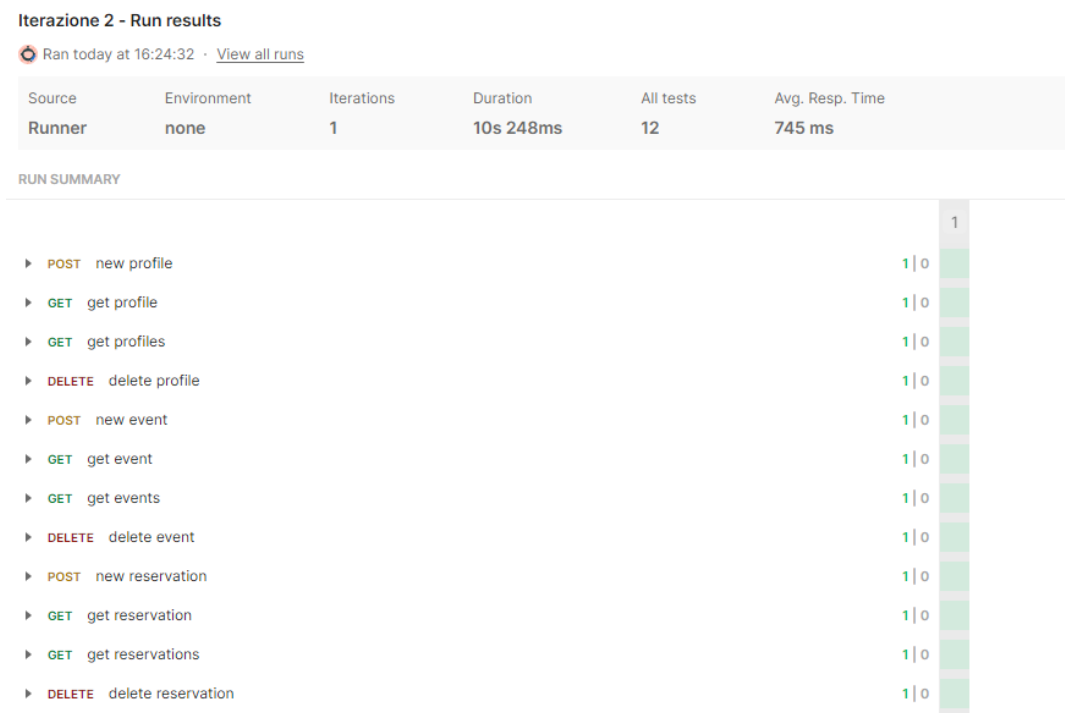 Iterazione 2 - Run results
Ran today at 16:24:32 · View all runs
Source Environment Iterations Duration All tests Avg. Resp. Time
Runner none 1 10s 248ms 12 745 ms
RUN SUMMARY
1
POST new profile 1 | 0
GET get profile 1 | 0
GET get profiles 1 | 0
DELETE delete profile 1 | 0
POST new event 1 | 0
GET get event 1 | 0
GET get events 1 | 0
DELETE delete event 1 | 0
POST new reservation 1 | 0
GET get reservation 1 | 0
GET get reservations 1 | 0
DELETE delete reservation 1 | 0